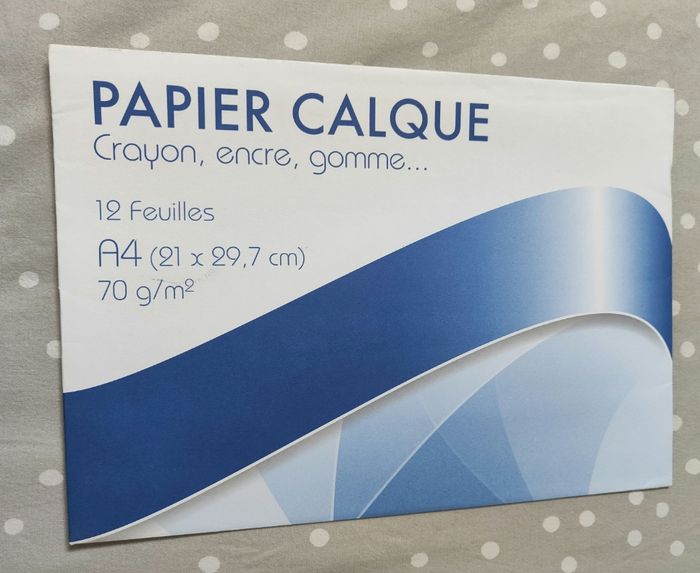 PAPIER CALQUE
Crayon, encre, gomme...
12 Feuilles
A4 (21 x 29,7 cm)
70 g/m²